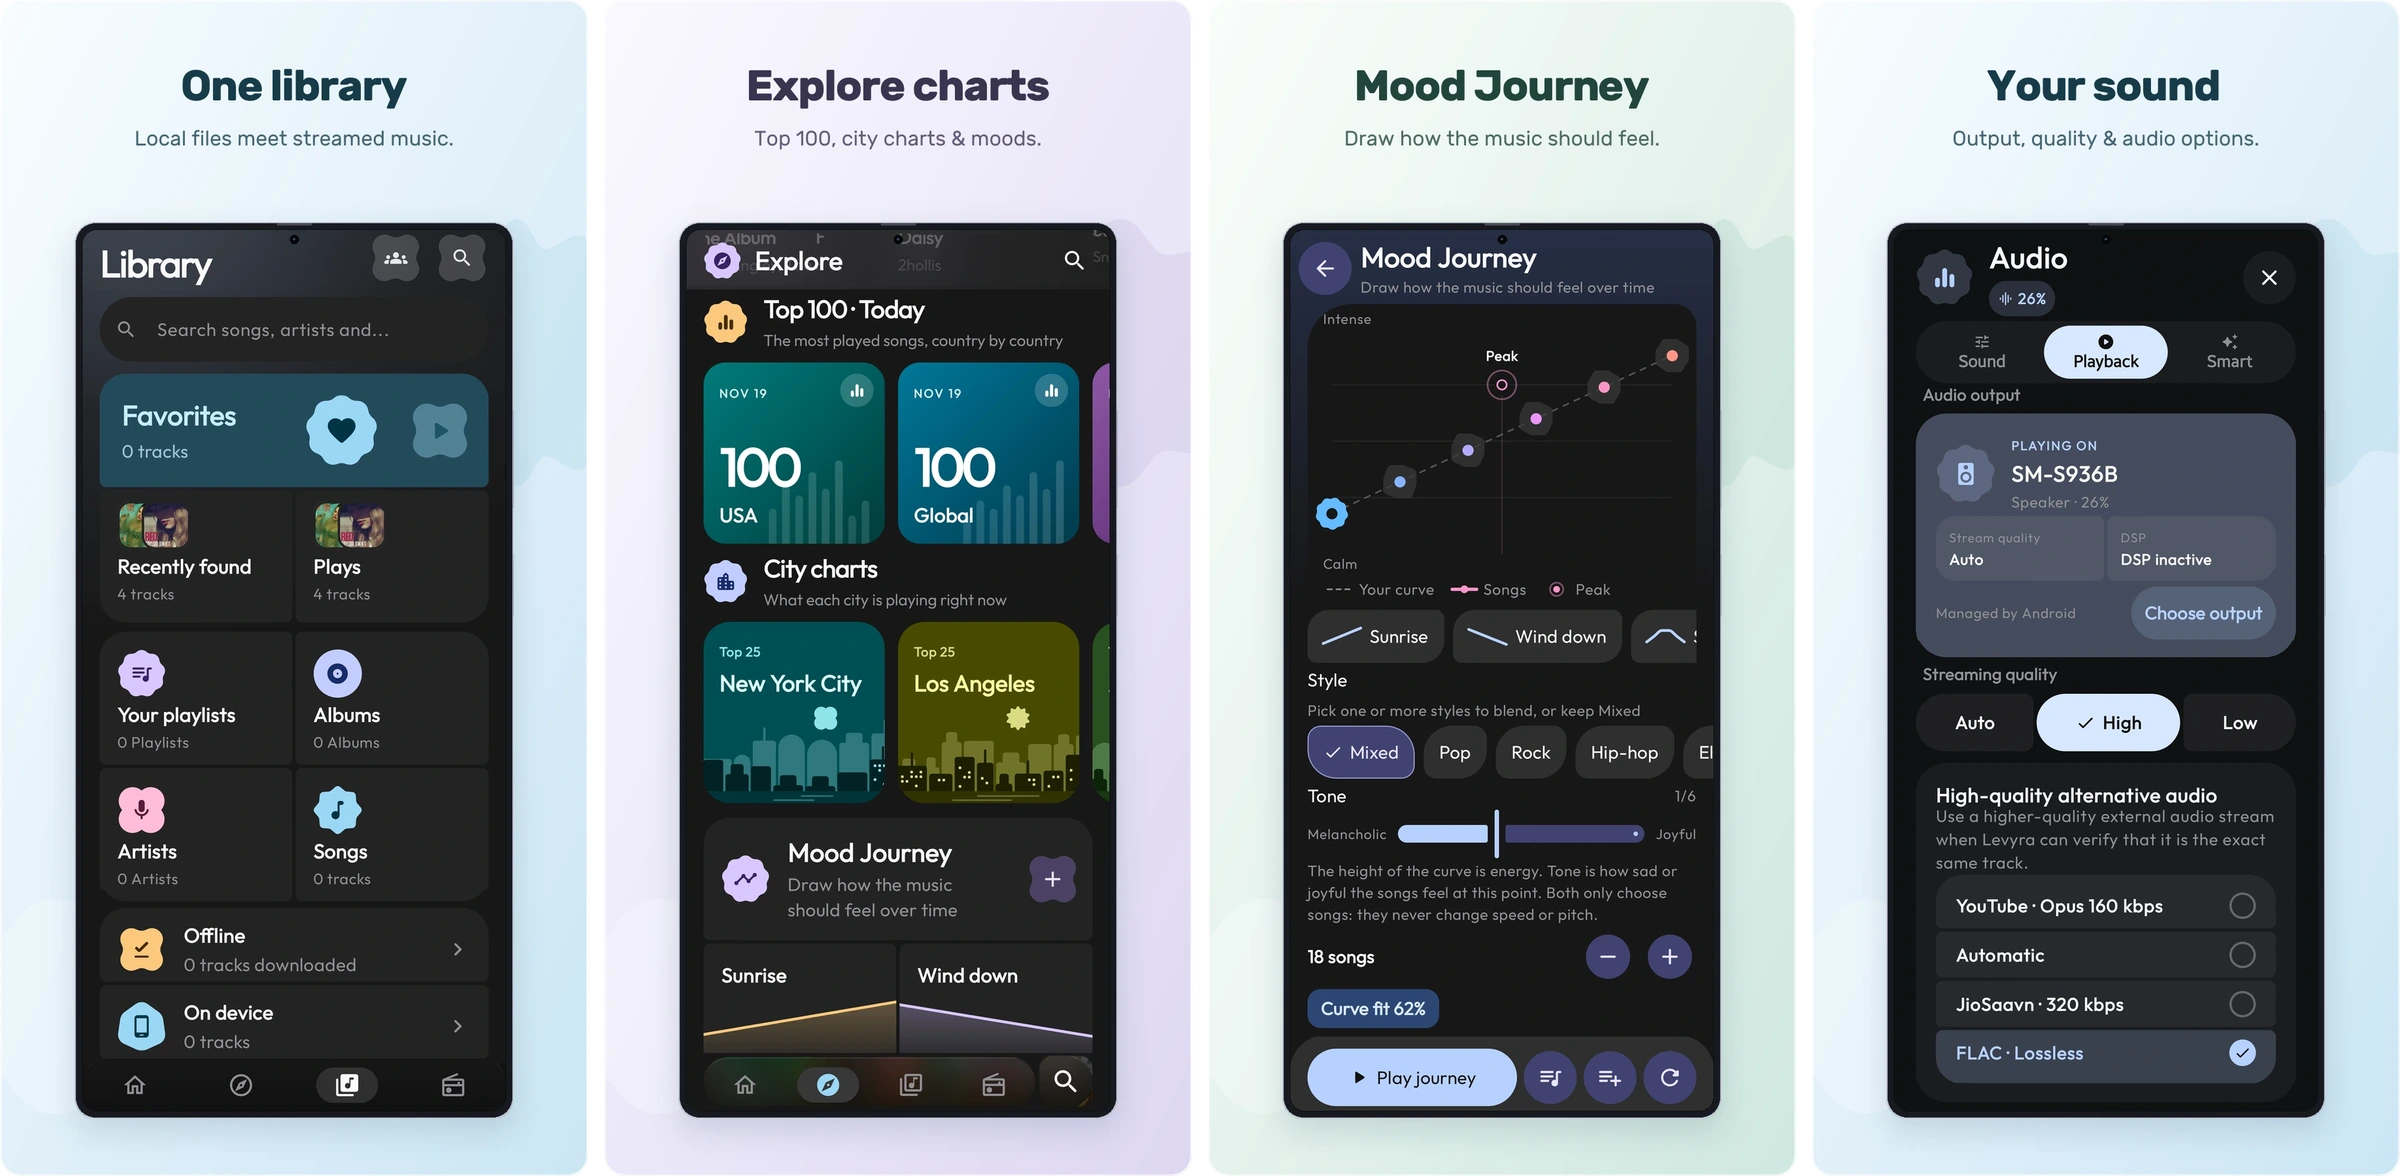 One library
Local files meet streamed music.
Library
Search songs, artists and...
Favorites
0 tracks
Recently found
4 tracks
Plays
4 tracks
Your playlists
0 Playlists
Albums
0 Albums
Artists
0 Artists
Songs
0 tracks
Offline
0 tracks downloaded
On device
0 tracks
Explore charts
Top 100, city charts & moods.
Album
Daisy
2hollis
Explore
Top 100 · Today
The most played songs, country by country
NOV 19
100
USA
NOV 19
100
Global
City charts
What each city is playing right now
Top 25
New York City
Top 25
Los Angeles
Mood Journey
Draw how the music
should feel over time
Sunrise
Wind down
Mood Journey
Draw how the music should feel.
Mood Journey
Draw how the music should feel over time
Intense
Peak
Calm
Your curve
Songs
Peak
Sunrise
Wind down
Style
Pick one or more styles to blend, or keep Mixed
Mixed
Pop
Rock
Hip-hop
El
Tone
1/6
Melancholic
Joyful
The height of the curve is energy. Tone is how sad or
joyful the songs feel at this point. Both only choose
songs: they never change speed or pitch.
18 songs
Curve fit 62%
Play journey
Your sound
Output, quality & audio options.
Audio
26%
Sound
Playback
Smart
Audio output
PLAYING ON
SM-S936B
Speaker · 26%
Stream quality
Auto
DSP
DSP inactive
Managed by Android
Choose output
Streaming quality
Auto
High
Low
High-quality alternative audio
Use a higher-quality external audio stream
when Levyra can verify that it is the exact
same track.
YouTube · Opus 160 kbps
Automatic
JioSaavn · 320 kbps
FLAC · Lossless